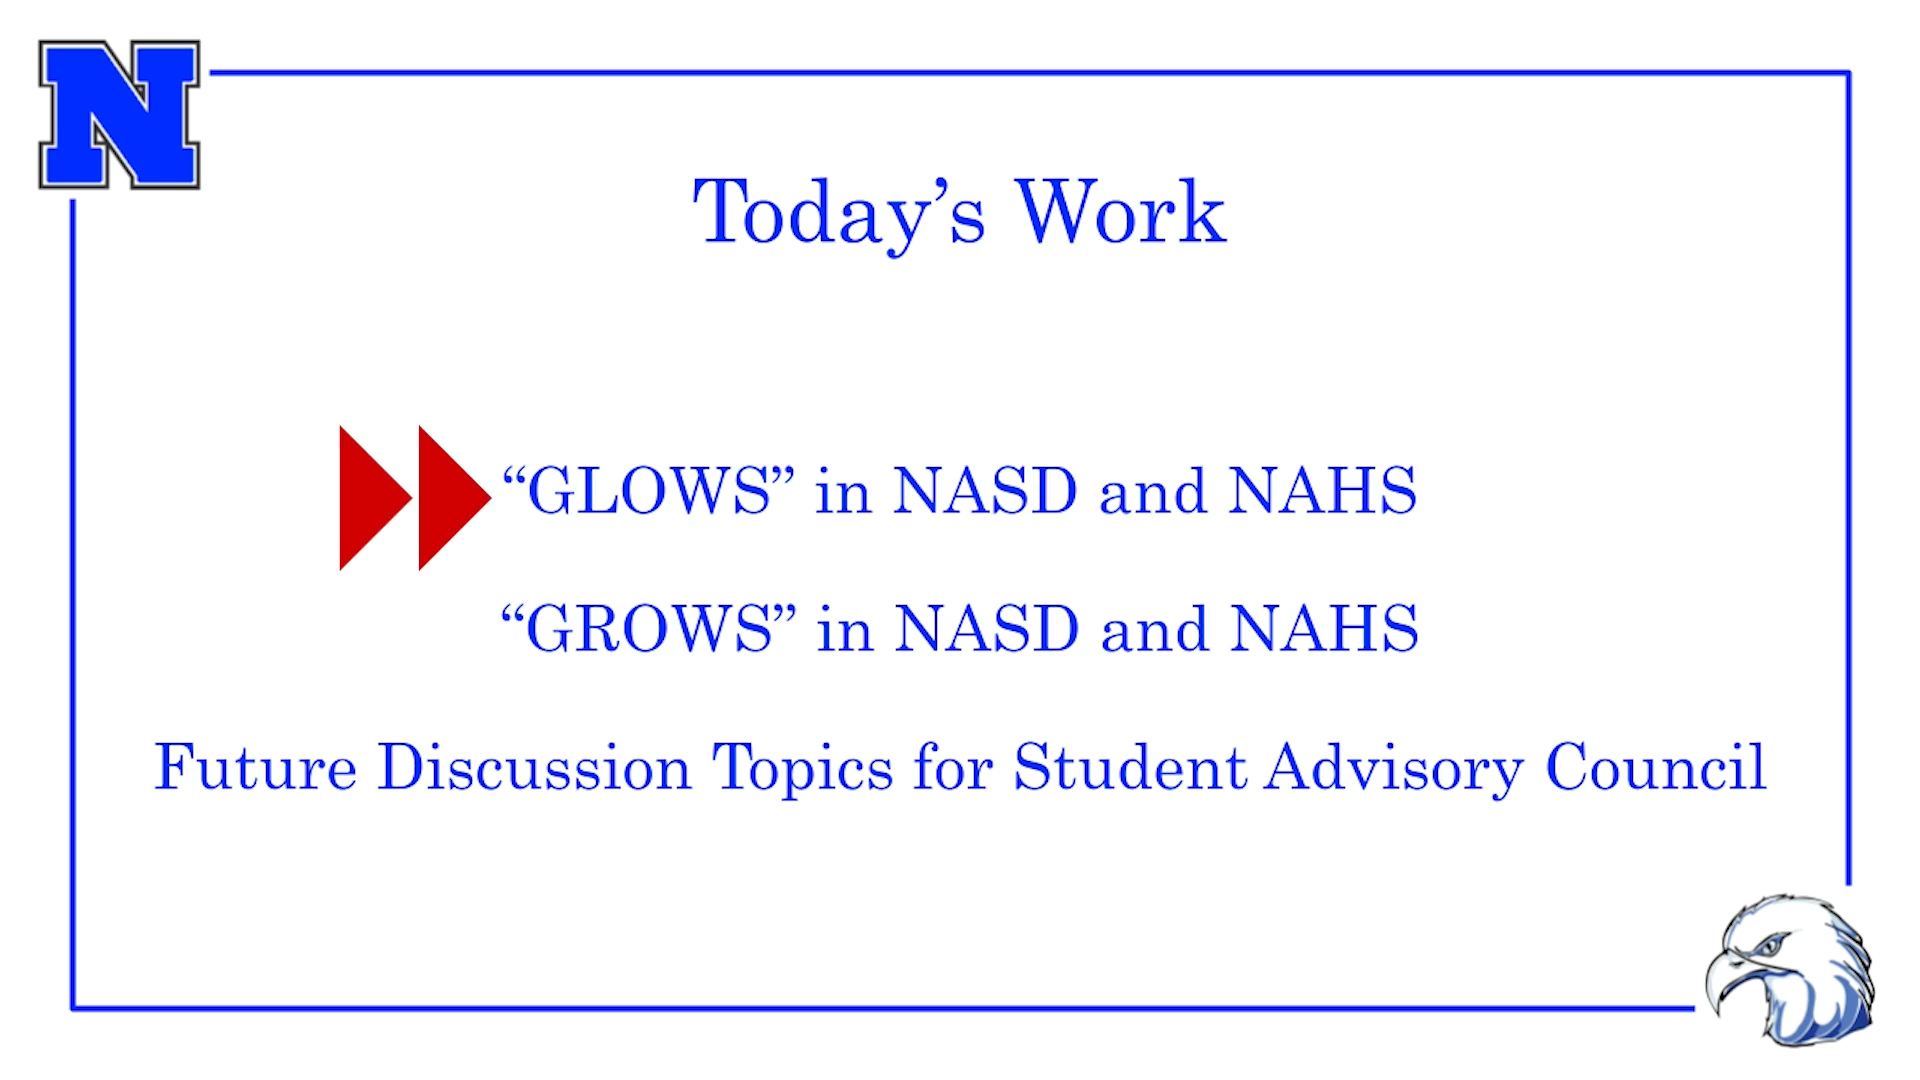 N
Today’s Work
“GLOWS” in NASD and NAHS
“GROWS” in NASD and NAHS
Future Discussion Topics for Student Advisory Council